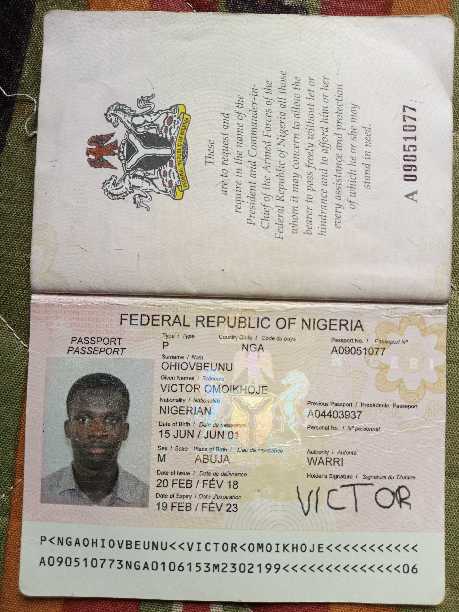 These
are to request and
require in the name of the
President and Commander-in-
Chief of the Armed Forces of the
Federal Republic of Nigeria all those
whom it may concern to allow the
bearer to pass freely without let or
hindrance and to afford him or her
every assistance and protection
of which he or she may
stand in need.
A 09051077
FEDERAL REPUBLIC OF NIGERIA
PASSPORT
PASSEPORT
Type / Type
P
Country Code / Code du pays
NGA
Passport No. / Passeport N°
A09051077
Surname / Nom
OHIOVBEUNU
Given Names / Prénoms
VICTOR OMOIKHOJE
Nationality / Nationalité
NIGERIAN
Previous Passport / Précédente Passeport
A04403937
Date of Birth / Date de naissance
15 JUN / JUN 01
Personal No. / N° personnel
Sex / Sexe
M
Place of Birth / Lieu de naissance
ABUJA
Authority / Autorité
WARRI
Date of Issue / Date de délivrance
20 FEB / FÉV 18
Holder's Signature / Signature du Titulaire
VICTOR
Date of Expiry / Date d'expiration
19 FEB / FÉV 23
P<NGAOHIOVBEUNU<<VICTOR<OMOIKHOJE<<<<<<<<<<<
A090510773NGA0106153M2302199<<<<<<<<<<<<<<06